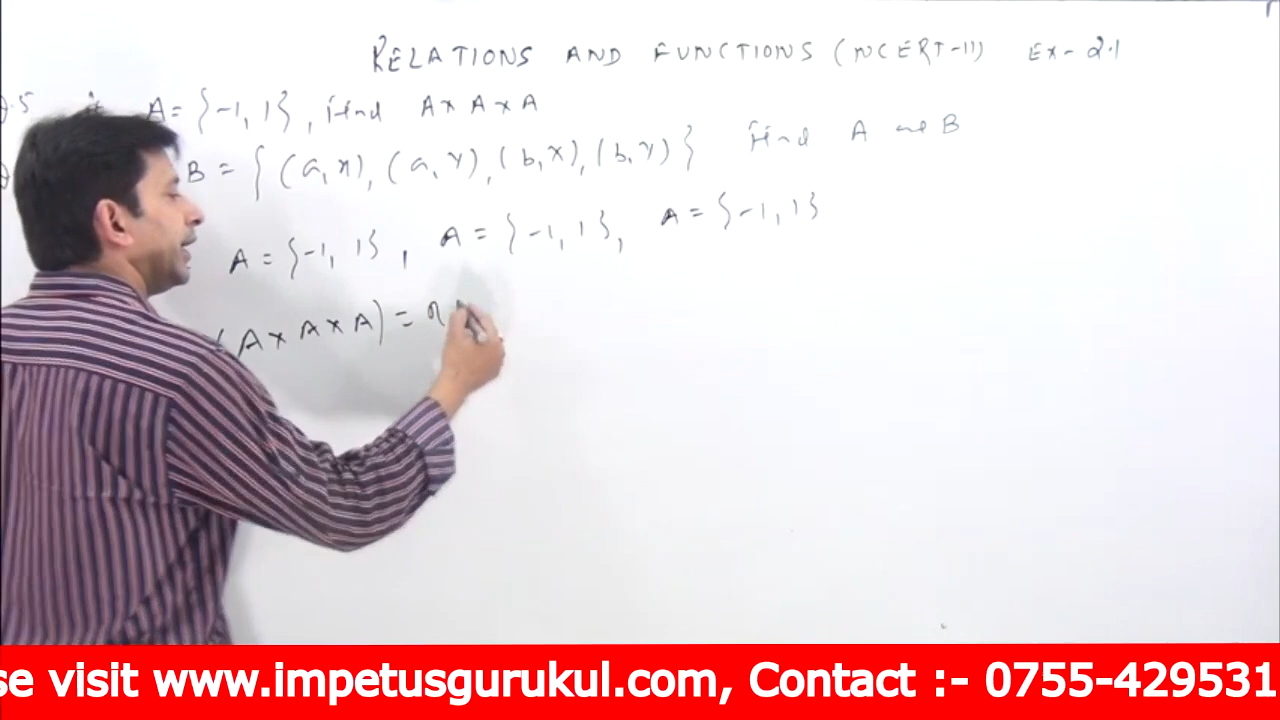 RELATIONS AND FUNCTIONS (NCERT-11) Ex- 2.1
Q.5 A = {-1, 1}, Find A × A × A
B = {(a, x), (a, y), (b, x), (b, y)} Find A and B
A = {-1, 1}, A = {-1, 1}, A = {-1, 1}
(A × A × A) = n
se visit www.impetusgurukul.com, Contact :- 0755-429531